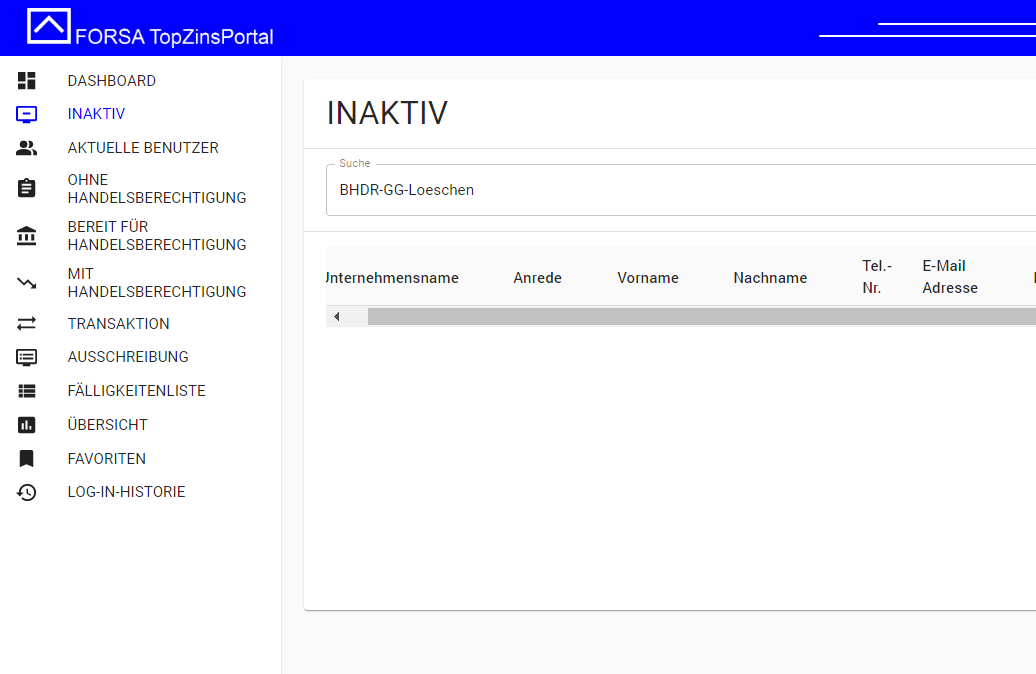 FORSA TopZinsPortal
DASHBOARD
INAKTIV
AKTUELLE BENUTZER
OHNE
HANDELSBERECHTIGUNG
BEREIT FÜR
HANDELSBERECHTIGUNG
MIT
HANDELSBERECHTIGUNG
TRANSAKTION
AUSSCHREIBUNG
FÄLLIGKEITENLISTE
ÜBERSICHT
FAVORITEN
LOG-IN-HISTORIE
INAKTIV
Suche
BHDR-GG-Loeschen
Unternehmensname Anrede Vorname Nachname Tel.-
Nr. E-Mail
Adresse